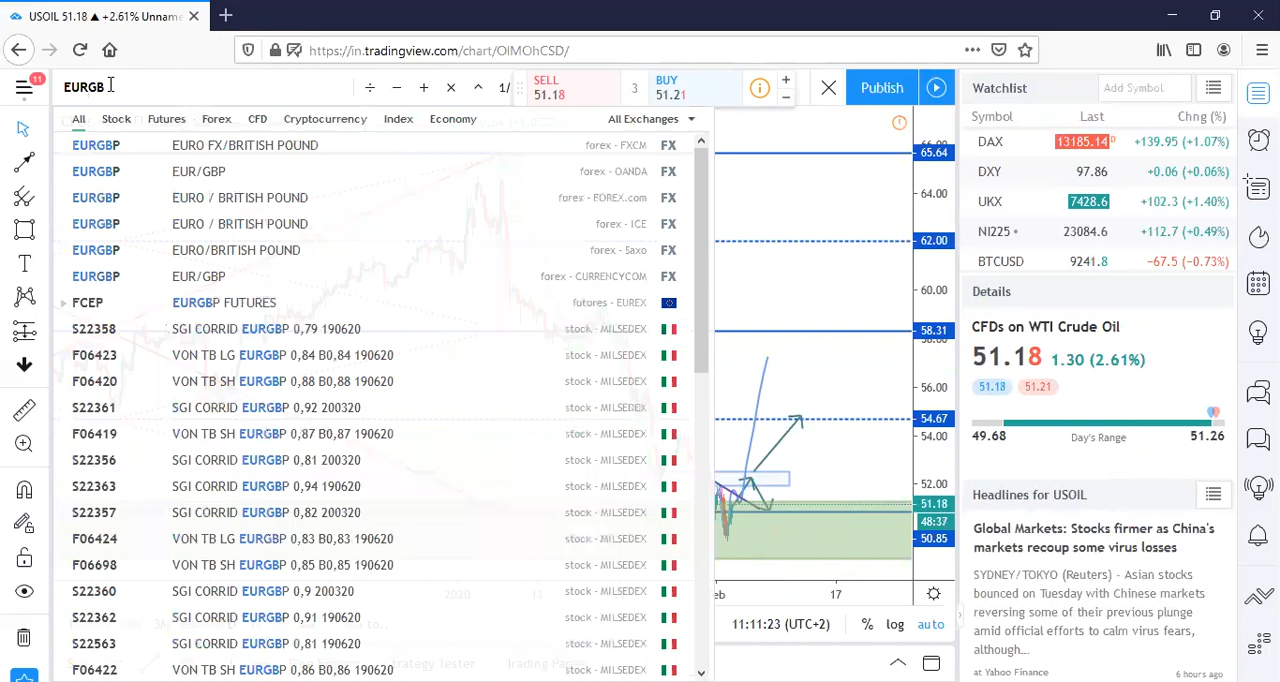 USOIL 51.18 ▲ +2.61% Unname
https://in.tradingview.com/chart/OIMOhCSD/
11
EURGB
1/
SELL
51.18
3
BUY
51.21
Publish
All Stock Futures Forex CFD Cryptocurrency Index Economy All Exchanges
EURGBP EURO FX/BRITISH POUND forex - FXCM FX
EURGBP EUR/GBP forex - OANDA FX
EURGBP EURO / BRITISH POUND forex - FOREX.com FX
EURGBP EURO / BRITISH POUND forex - ICE FX
EURGBP EURO/BRITISH POUND forex - Saxo FX
EURGBP EUR/GBP forex - CURRENCYCOM FX
FCEP EURGBP FUTURES futures - EUREX
S22358 SGI CORRID EURGBP 0,79 190620 stock - MILSEDEX
F06423 VON TB LG EURGBP 0,84 B0,84 190620 stock - MILSEDEX
F06420 VON TB SH EURGBP 0,88 B0,88 190620 stock - MILSEDEX
S22361 SGI CORRID EURGBP 0,92 200320 stock - MILSEDEX
F06419 VON TB SH EURGBP 0,87 B0,87 190620 stock - MILSEDEX
S22356 SGI CORRID EURGBP 0,81 200320 stock - MILSEDEX
S22363 SGI CORRID EURGBP 0,94 200320 stock - MILSEDEX
S22357 SGI CORRID EURGBP 0,82 200320 stock - MILSEDEX
F06424 VON TB LG EURGBP 0,83 B0,83 190620 stock - MILSEDEX
F06698 VON TB SH EURGBP 0,85 B0,85 190620 stock - MILSEDEX
S22360 SGI CORRID EURGBP 0,9 200320 stock - MILSEDEX
S22362 SGI CORRID EURGBP 0,91 200320 stock - MILSEDEX
S22563 SGI CORRID EURGBP 0,81 190620 stock - MILSEDEX
F06422 VON TB SH EURGBP 0,86 B0,86 190620 stock - MILSEDEX
2020 13
Strategy Tester Trading Pa
66.00
65.64
64.00
62.00
60.00
58.31
58.00
56.00
54.67
54.00
52.00
51.18
48:37
50.85
eb 17
11:11:23 (UTC+2) % log auto
Watchlist
Add Symbol
Symbol Last Chng (%)
DAX 13185.14 D +139.95 (+1.07%)
DXY 97.86 +0.06 (+0.06%)
UKX 7428.6 +102.3 (+1.40%)
NI225 23084.6 +112.7 (+0.49%)
BTCUSD 9241.8 −67.5 (−0.73%)
Details
CFDs on WTI Crude Oil
51.18 1.30 (2.61%)
51.18 51.21
49.68 Day's Range 51.26
Headlines for USOIL
Global Markets: Stocks firmer as China's
markets recoup some virus losses
SYDNEY/TOKYO (Reuters) - Asian stocks
bounced on Tuesday with Chinese markets
reversing some of their previous plunge
amid official efforts to calm virus fears,
although...
at Yahoo Finance 6 hours ago